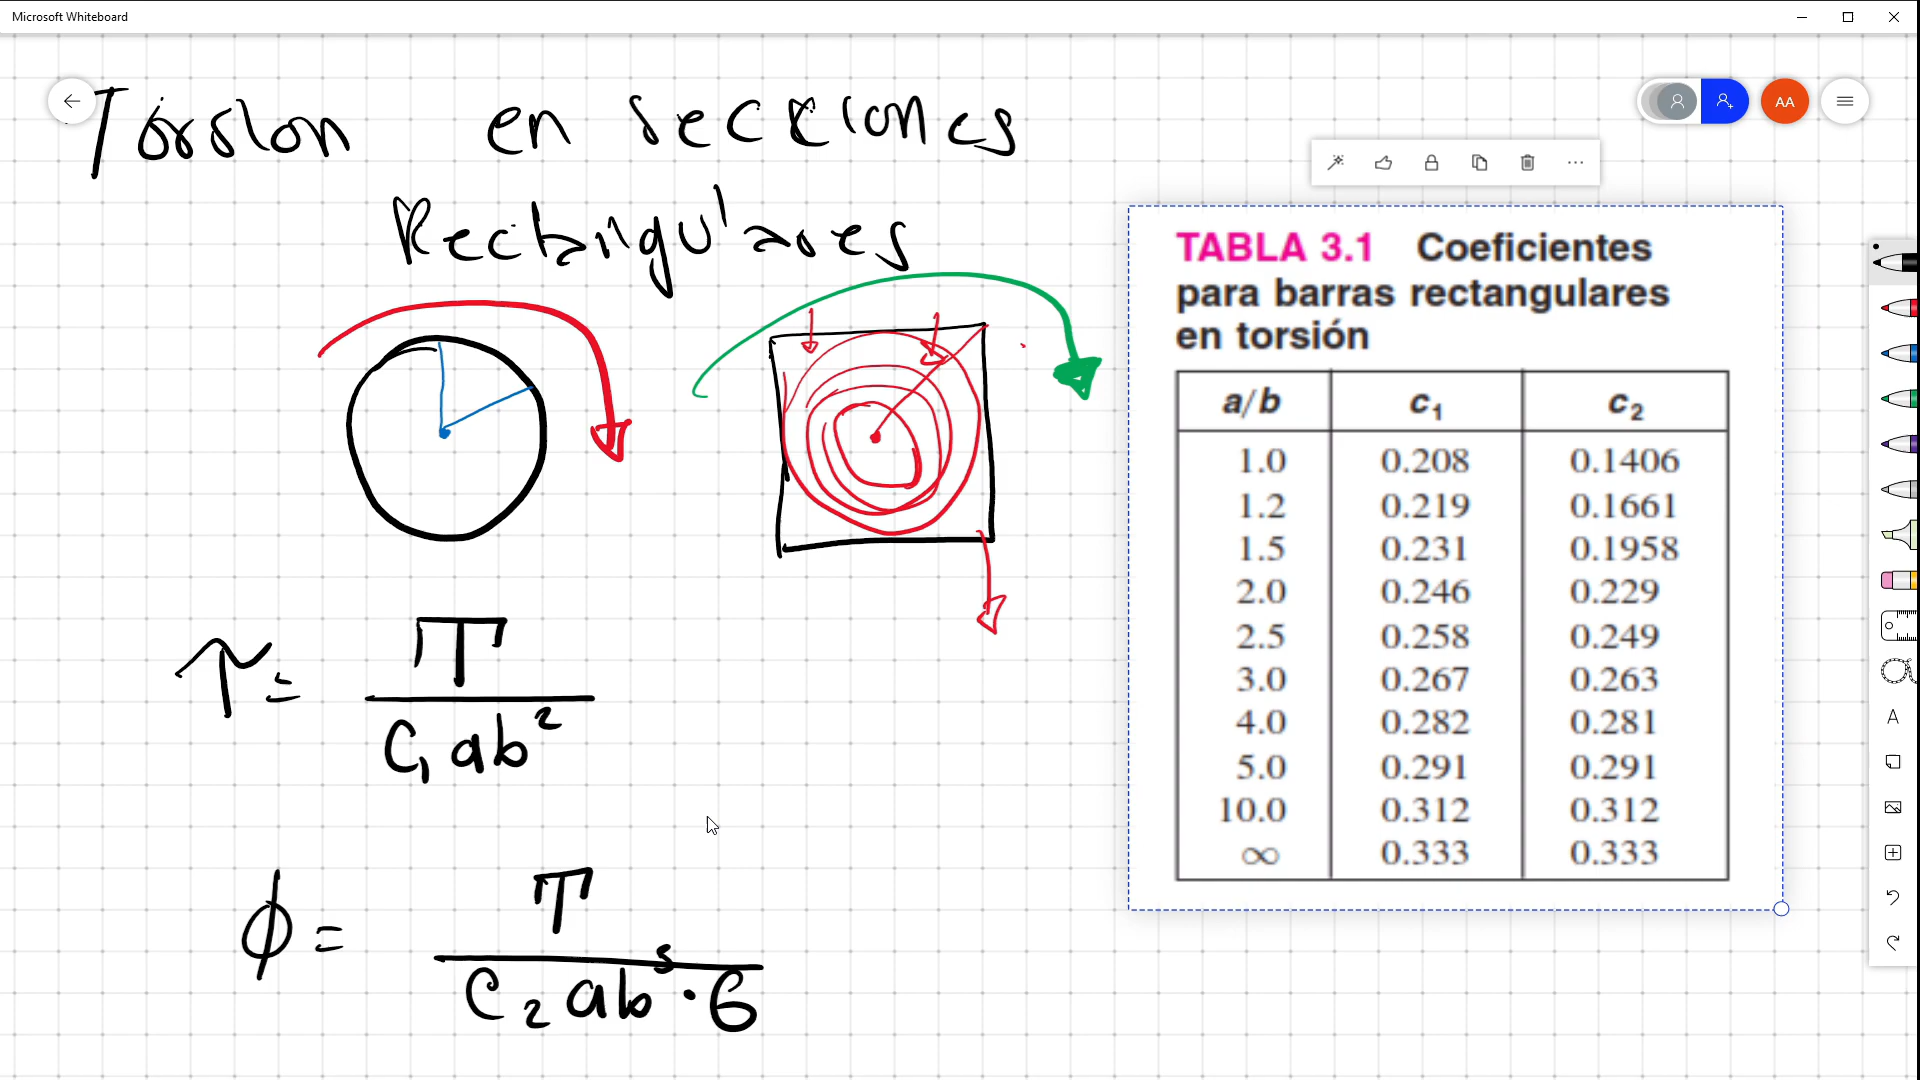 Microsoft Whiteboard
Torsion en secciones
Rectangulares
AA
TABLA 3.1 Coeficientes
para barras rectangulares
en torsión
a/b c₁ c₂
1.0 0.208 0.1406
1.2 0.219 0.1661
1.5 0.231 0.1958
2.0 0.246 0.229
2.5 0.258 0.249
3.0 0.267 0.263
4.0 0.282 0.281
5.0 0.291 0.291
10.0 0.312 0.312
∞ 0.333 0.333
τ = T
C₁ab²
ϕ = T
C₂ab³·G
A